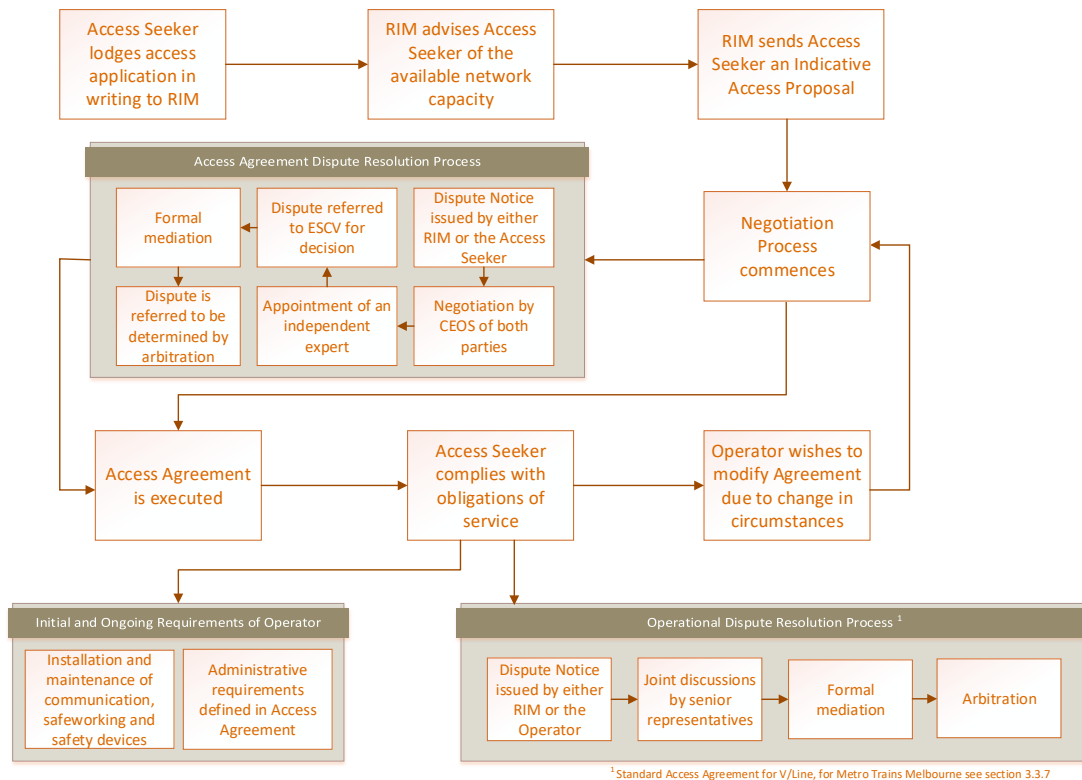 Access Seeker
lodges access
application in
writing to RIM
RIM advises Access
Seeker of the
available network
capacity
RIM sends Access
Seeker an Indicative
Access Proposal
Access Agreement Dispute Resolution Process
Formal
mediation
Dispute referred
to ESCV for
decision
Dispute Notice
issued by either
RIM or the Access
Seeker
Dispute is
referred to be
determined by
arbitration
Appointment of an
independent
expert
Negotiation by
CEOS of both
parties
Negotiation
Process
commences
Access Agreement
is executed
Access Seeker
complies with
obligations of
service
Operator wishes to
modify Agreement
due to change in
circumstances
Initial and Ongoing Requirements of Operator
Installation and
maintenance of
communication,
safeworking and
safety devices
Administrative
requirements
defined in Access
Agreement
Operational Dispute Resolution Process 1
Dispute Notice
issued by either
RIM or the
Operator
Joint discussions
by senior
representatives
Formal
mediation
Arbitration
1 Standard Access Agreement for V/Line, for Metro Trains Melbourne see section 3.3.7